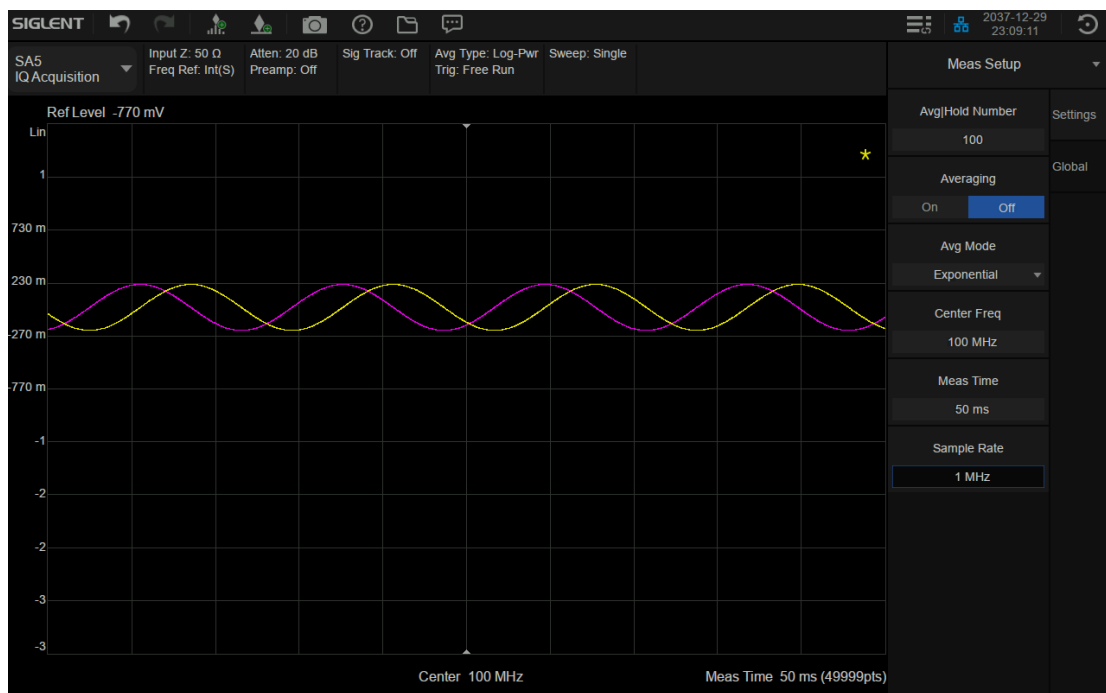 SIGLENT
2037-12-29
23:09:11
SA5
IQ Acquisition
Input Z: 50 Ω
Freq Ref: Int(S)
Atten: 20 dB
Preamp: Off
Sig Track: Off
Avg Type: Log-Pwr
Trig: Free Run
Sweep: Single
Meas Setup
Ref Level -770 mV
Lin
1
730 m
230 m
-270 m
-770 m
-1
-2
-2
-3
-3
*
Center 100 MHz
Meas Time 50 ms (49999pts)
Avg|Hold Number
100
Averaging
On Off
Avg Mode
Exponential
Center Freq
100 MHz
Meas Time
50 ms
Sample Rate
1 MHz
Settings
Global